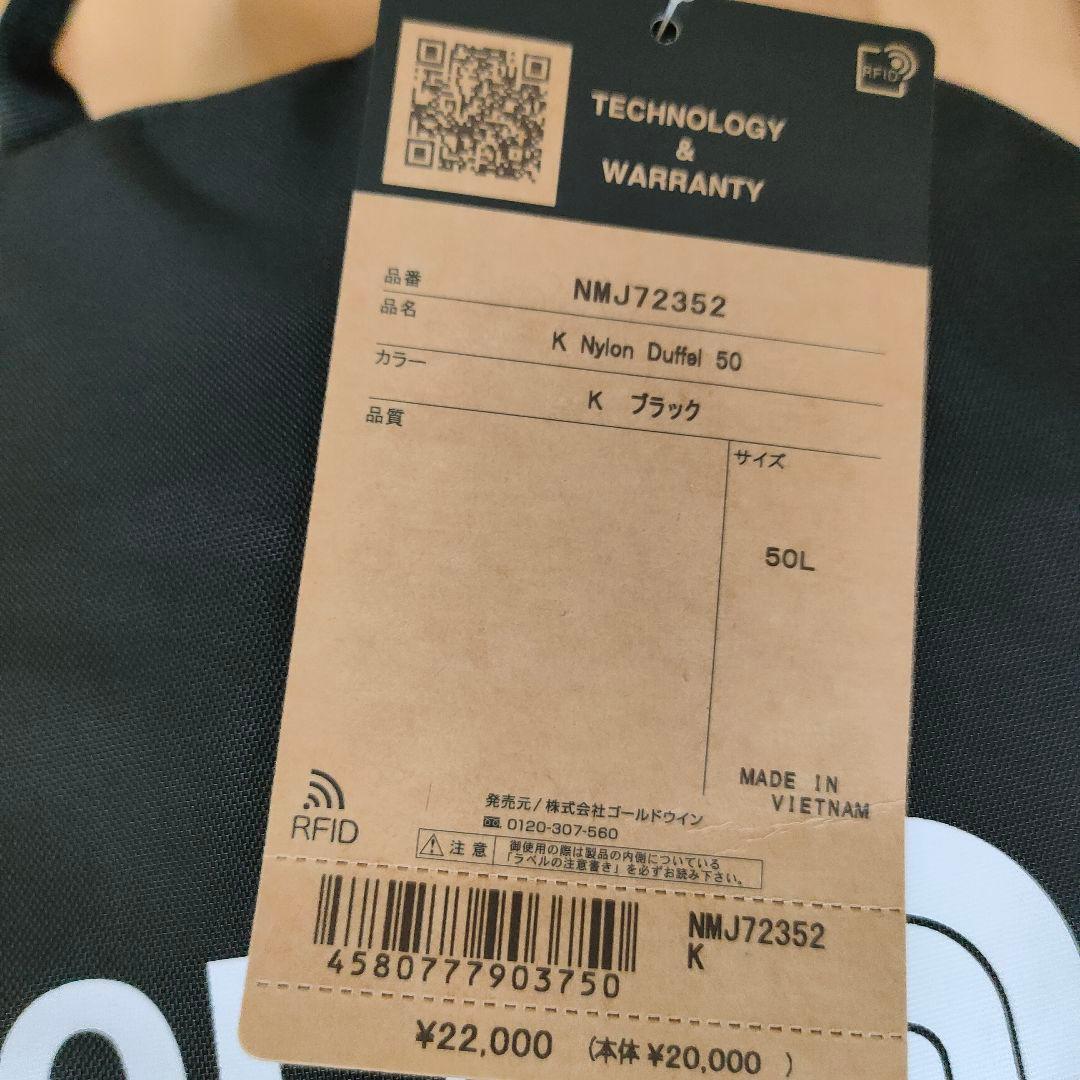 RFID
TECHNOLOGY
&
WARRANTY
品番 NMJ72352
品名 K Nylon Duffel 50
カラー K ブラック
品質
サイズ
50L
MADE IN
VIETNAM
RFID
発売元/株式会社ゴールドウイン
0120-307-560
注意
御使用の際は製品の内側についている
「ラベルの注意書き」を必ずお読み下さい。
4580777903750
NMJ72352
K
¥22,000 (本体 ¥20,000 )